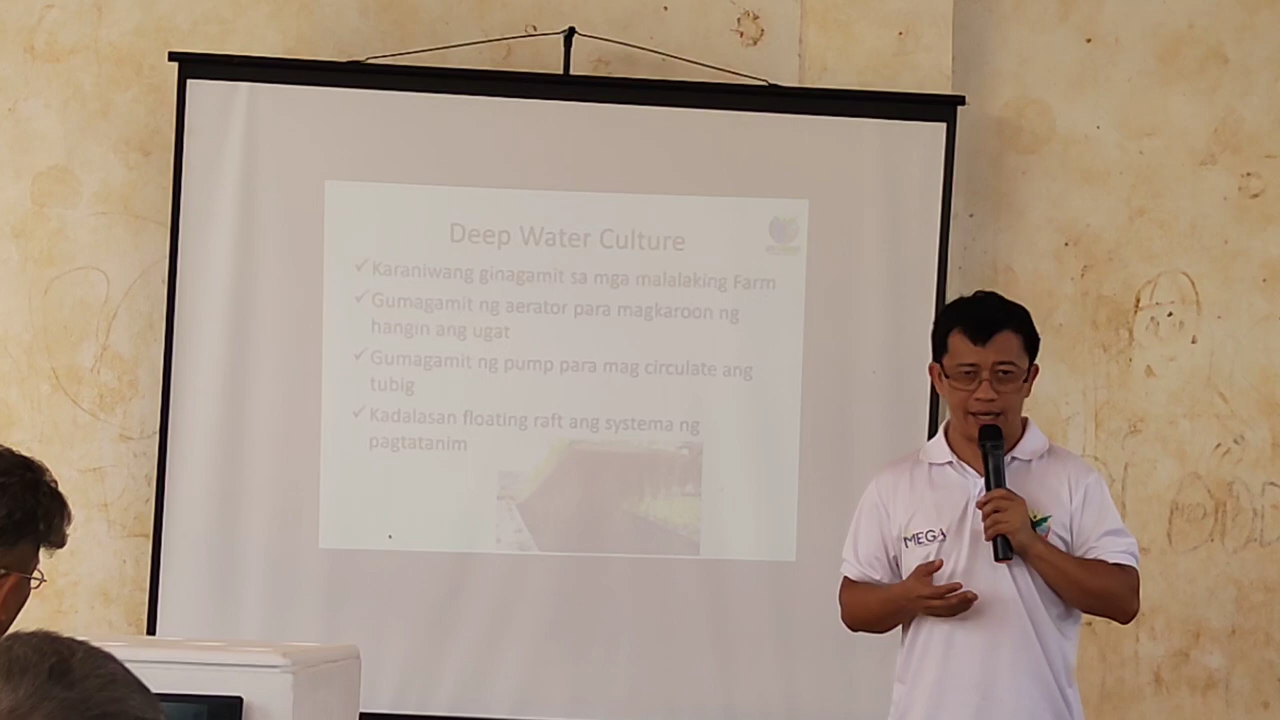 Deep Water Culture
✓Karaniwang ginagamit sa mga malalaking Farm
✓Gumagamit ng aerator para magkaroon ng
hangin ang ugat
✓Gumagamit ng pump para mag circulate ang
tubig
✓Kadalasan floating raft ang systema ng
pagtatanim
MEGA